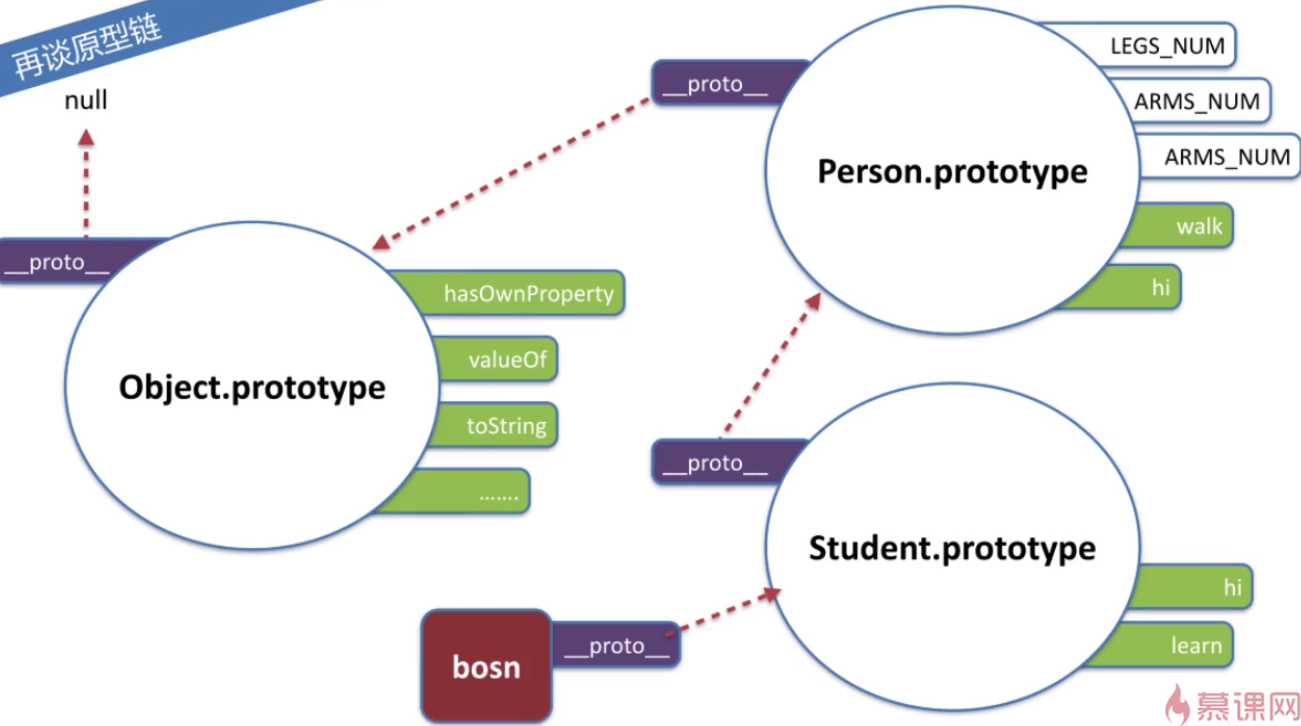 再谈原型链
null
__proto__
Object.prototype
hasOwnProperty
valueOf
toString
.......
__proto__
Person.prototype
LEGS_NUM
ARMS_NUM
ARMS_NUM
walk
hi
__proto__
Student.prototype
hi
learn
bosn
__proto__
慕课网